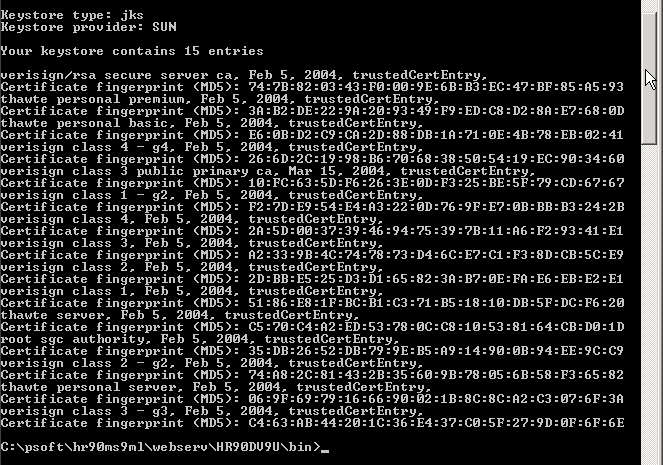 Keystore type: jks
Keystore provider: SUN
Your keystore contains 15 entries
verisign/rsa secure server ca, Feb 5, 2004, trustedCertEntry,
Certificate fingerprint (MD5): 74:7B:82:03:43:F0:00:9E:6B:B3:EC:47:BF:85:A5:93
thawte personal premium, Feb 5, 2004, trustedCertEntry,
Certificate fingerprint (MD5): 3A:B2:DE:22:9A:20:93:49:F9:ED:C8:D2:8A:E7:68:0D
thawte personal basic, Feb 5, 2004, trustedCertEntry,
Certificate fingerprint (MD5): E6:0B:D2:C9:CA:2D:88:DB:1A:71:0E:4B:78:EB:02:41
verisign class 4 - g4, Feb 5, 2004, trustedCertEntry,
Certificate fingerprint (MD5): 26:6D:2C:19:98:B6:70:68:38:50:54:19:EC:90:34:60
verisign class 3 public primary ca, Mar 15, 2004, trustedCertEntry,
Certificate fingerprint (MD5): 10:FC:63:5D:F6:26:3E:0D:F3:25:BE:5F:79:CD:67:67
verisign class 1 - g2, Feb 5, 2004, trustedCertEntry,
Certificate fingerprint (MD5): F2:7D:E9:54:E4:A3:22:0D:76:9F:E7:0B:BB:B3:24:2B
verisign class 4, Feb 5, 2004, trustedCertEntry,
Certificate fingerprint (MD5): 2A:5D:00:37:39:46:94:75:39:7B:11:A6:F2:93:41:E1
verisign class 3, Feb 5, 2004, trustedCertEntry,
Certificate fingerprint (MD5): A2:33:9B:4C:74:78:73:D4:6C:E7:C1:F3:8D:CB:5C:E9
verisign class 2, Feb 5, 2004, trustedCertEntry,
Certificate fingerprint (MD5): 2D:BB:E5:25:D3:D1:65:82:3A:B7:0E:FA:E6:EB:E2:E1
verisign class 1, Feb 5, 2004, trustedCertEntry,
Certificate fingerprint (MD5): 51:86:E8:1F:BC:B1:C3:71:B5:18:10:DB:5F:DC:F6:20
thawte server, Feb 5, 2004, trustedCertEntry,
Certificate fingerprint (MD5): C5:70:C4:A2:ED:53:78:0C:C8:10:53:81:64:CB:D0:1D
root sgc authority, Feb 5, 2004, trustedCertEntry,
Certificate fingerprint (MD5): 35:DB:26:52:DB:79:9E:B5:A9:14:90:0B:94:EE:9C:C9
verisign class 2 - g2, Feb 5, 2004, trustedCertEntry,
Certificate fingerprint (MD5): 74:A8:2C:81:43:2B:35:60:9B:78:05:6B:58:F3:65:82
thawte personal server, Feb 5, 2004, trustedCertEntry,
Certificate fingerprint (MD5): 06:9F:69:79:16:66:90:02:1B:8C:8C:A2:C3:07:6F:3A
verisign class 3 - g3, Feb 5, 2004, trustedCertEntry,
Certificate fingerprint (MD5): C4:63:AB:44:20:1C:36:E4:37:C0:5F:27:9D:0F:6F:6E
C:\psoft\hr90ms9ml\webserv\HR90DV9U\bin>_